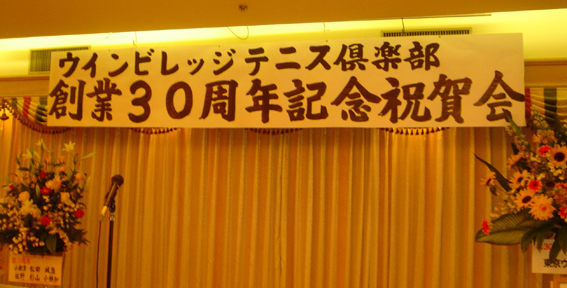 ウインビレッジテニス倶楽部
創業30周年記念祝賀会